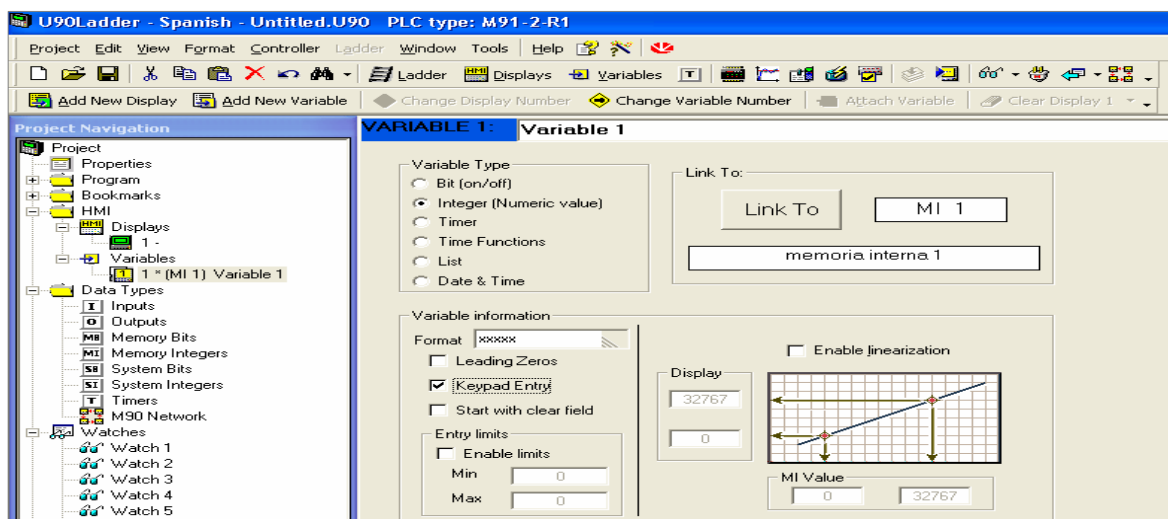 U90Ladder - Spanish - Untitled.U90 PLC type: M91-2-R1
Project Edit View Format Controller Ladder Window Tools Help
Ladder HMI Displays Variables T
Add New Display Add New Variable Change Display Number Change Variable Number Attach Variable Clear Display 1
Project Navigation
Project
Properties
Program
Bookmarks
HMI
HMI Displays
1 -
Variables
1 1 * (MI 1) Variable 1
Data Types
I Inputs
O Outputs
MB Memory Bits
MI Memory Integers
SB System Bits
SI System Integers
T Timers
M90 Network
Watches
Watch 1
Watch 2
Watch 3
Watch 4
Watch 5
VARIABLE 1: Variable 1
Variable Type
Bit (on/off)
Integer (Numeric value)
Timer
Time Functions
List
Date & Time
Link To:
Link To MI 1
memoria interna 1
Variable information
Format xxxxx
Leading Zeros
Keypad Entry
Start with clear field
Entry limits
Enable limits
Min 0
Max 0
Enable linearization
Display
32767
0
MI Value
0 32767